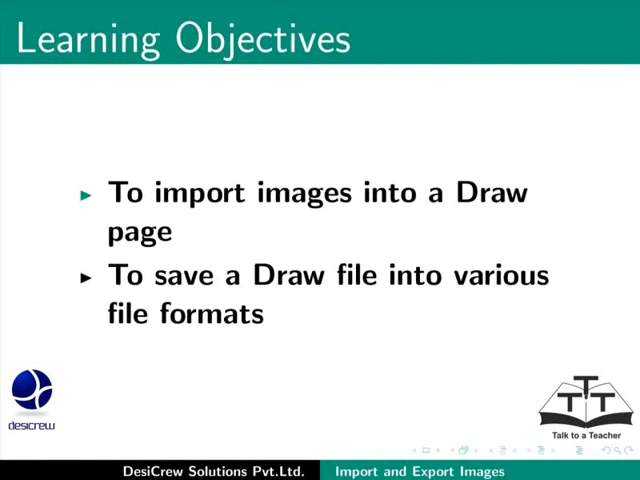 Learning Objectives
To import images into a Draw
page
To save a Draw file into various
file formats
desicrew
TTT
Talk to a Teacher
DesiCrew Solutions Pvt.Ltd.
Import and Export Images